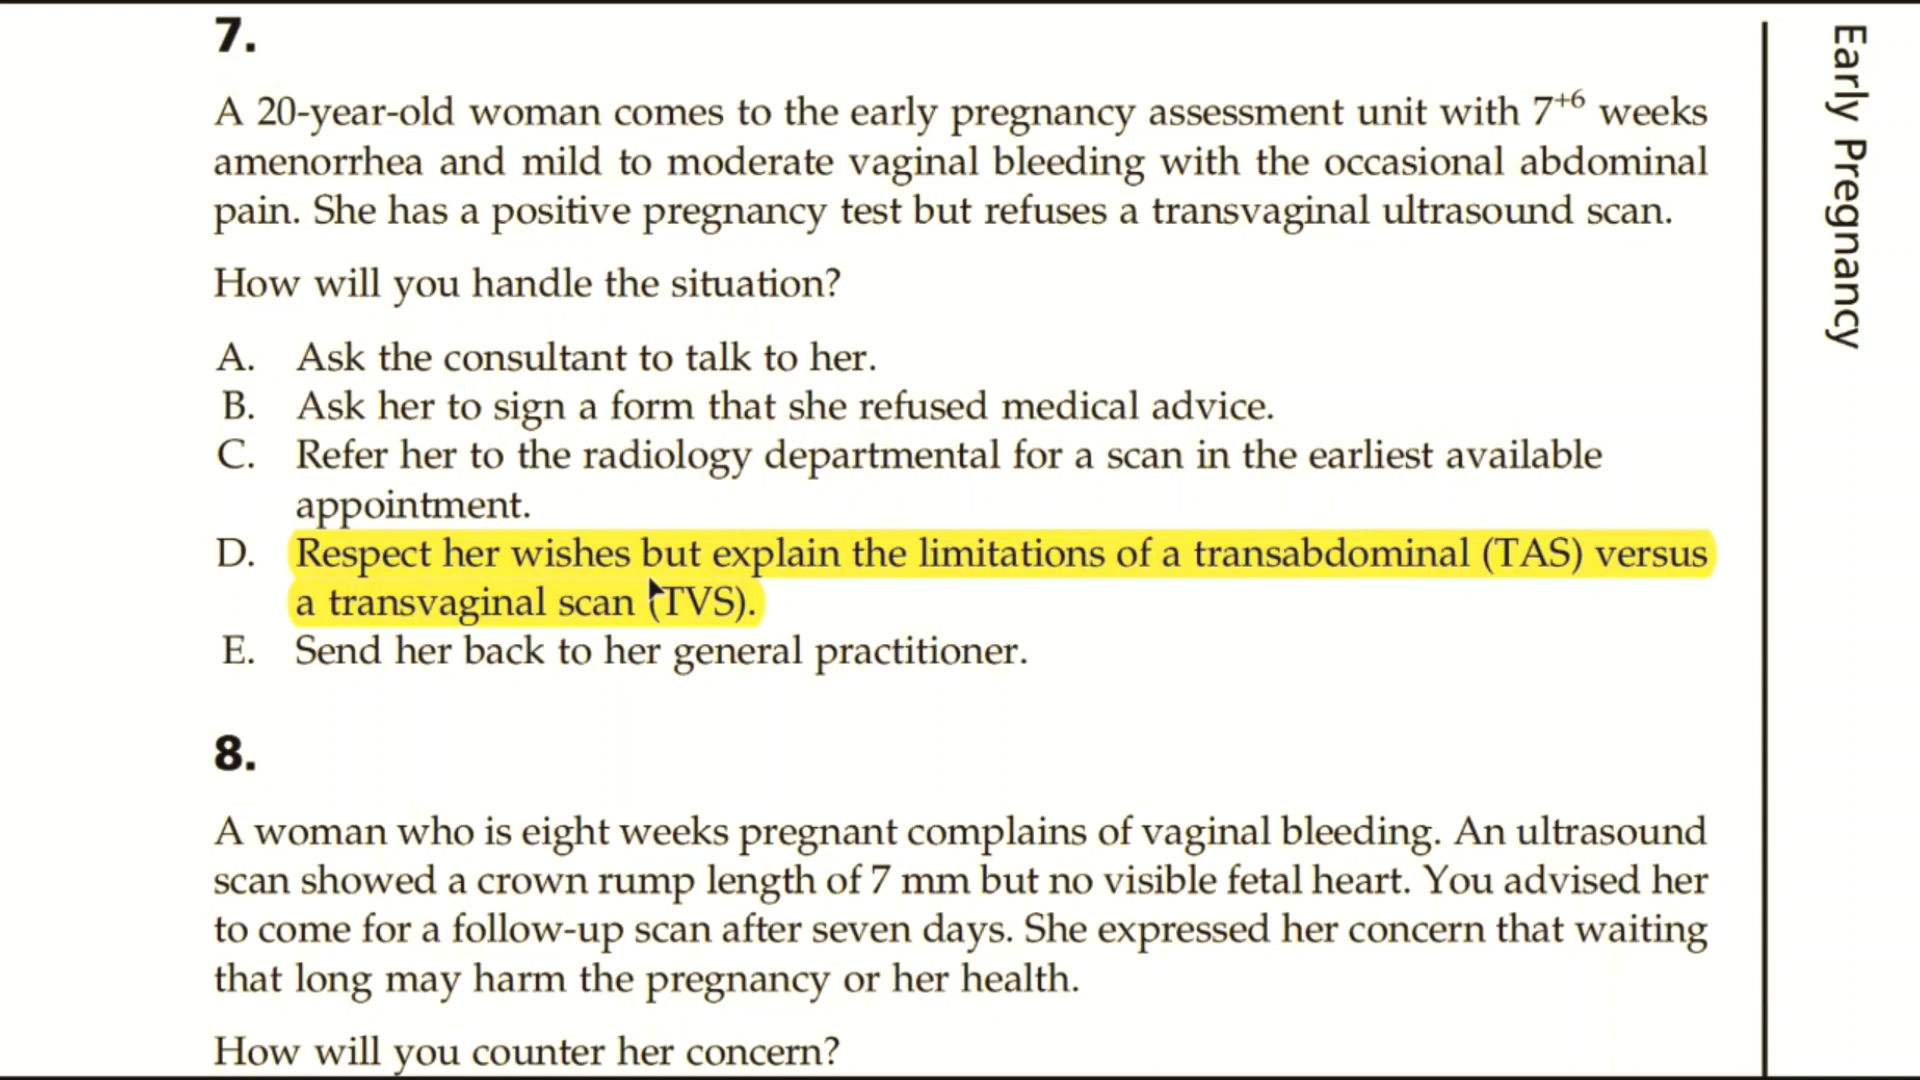 7.
A 20-year-old woman comes to the early pregnancy assessment unit with 7+6 weeks
amenorrhea and mild to moderate vaginal bleeding with the occasional abdominal
pain. She has a positive pregnancy test but refuses a transvaginal ultrasound scan.
How will you handle the situation?
A. Ask the consultant to talk to her.
B. Ask her to sign a form that she refused medical advice.
C. Refer her to the radiology departmental for a scan in the earliest available
appointment.
D. Respect her wishes but explain the limitations of a transabdominal (TAS) versus
a transvaginal scan (TVS).
E. Send her back to her general practitioner.
8.
A woman who is eight weeks pregnant complains of vaginal bleeding. An ultrasound
scan showed a crown rump length of 7 mm but no visible fetal heart. You advised her
to come for a follow-up scan after seven days. She expressed her concern that waiting
that long may harm the pregnancy or her health.
How will you counter her concern?
Early Pregnancy